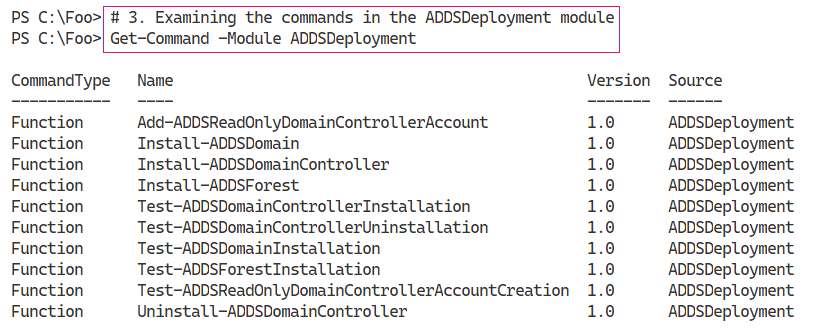 PS C:\Foo> # 3. Examining the commands in the ADDSDeployment module
PS C:\Foo> Get-Command -Module ADDSDeployment
CommandType Name Version Source
----------- ---- ------- ------
Function Add-ADDSReadOnlyDomainControllerAccount 1.0 ADDSDeployment
Function Install-ADDSDomain 1.0 ADDSDeployment
Function Install-ADDSDomainController 1.0 ADDSDeployment
Function Install-ADDSForest 1.0 ADDSDeployment
Function Test-ADDSDomainControllerInstallation 1.0 ADDSDeployment
Function Test-ADDSDomainControllerUninstallation 1.0 ADDSDeployment
Function Test-ADDSDomainInstallation 1.0 ADDSDeployment
Function Test-ADDSForestInstallation 1.0 ADDSDeployment
Function Test-ADDSReadOnlyDomainControllerAccountCreation 1.0 ADDSDeployment
Function Uninstall-ADDSDomainController 1.0 ADDSDeployment